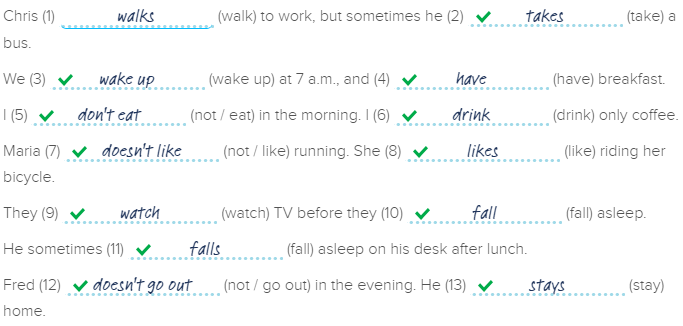 Chris (1) walks (walk) to work, but sometimes he (2) takes (take) a
bus.
We (3) wake up (wake up) at 7 a.m., and (4) have (have) breakfast.
I (5) don't eat (not / eat) in the morning. I (6) drink (drink) only coffee.
Maria (7) doesn't like (not / like) running. She (8) likes (like) riding her
bicycle.
They (9) watch (watch) TV before they (10) fall (fall) asleep.
He sometimes (11) falls (fall) asleep on his desk after lunch.
Fred (12) doesn't go out (not / go out) in the evening. He (13) stays (stay)
home.